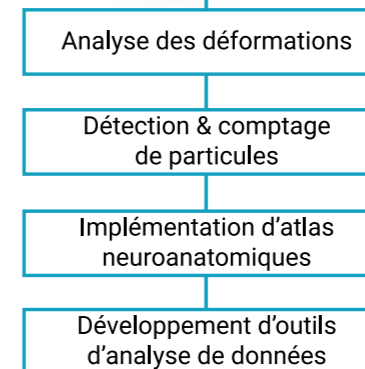 Analyse des déformations
Détection & comptage
de particules
Implémentation d'atlas
neuroanatomiques
Développement d'outils
d'analyse de données